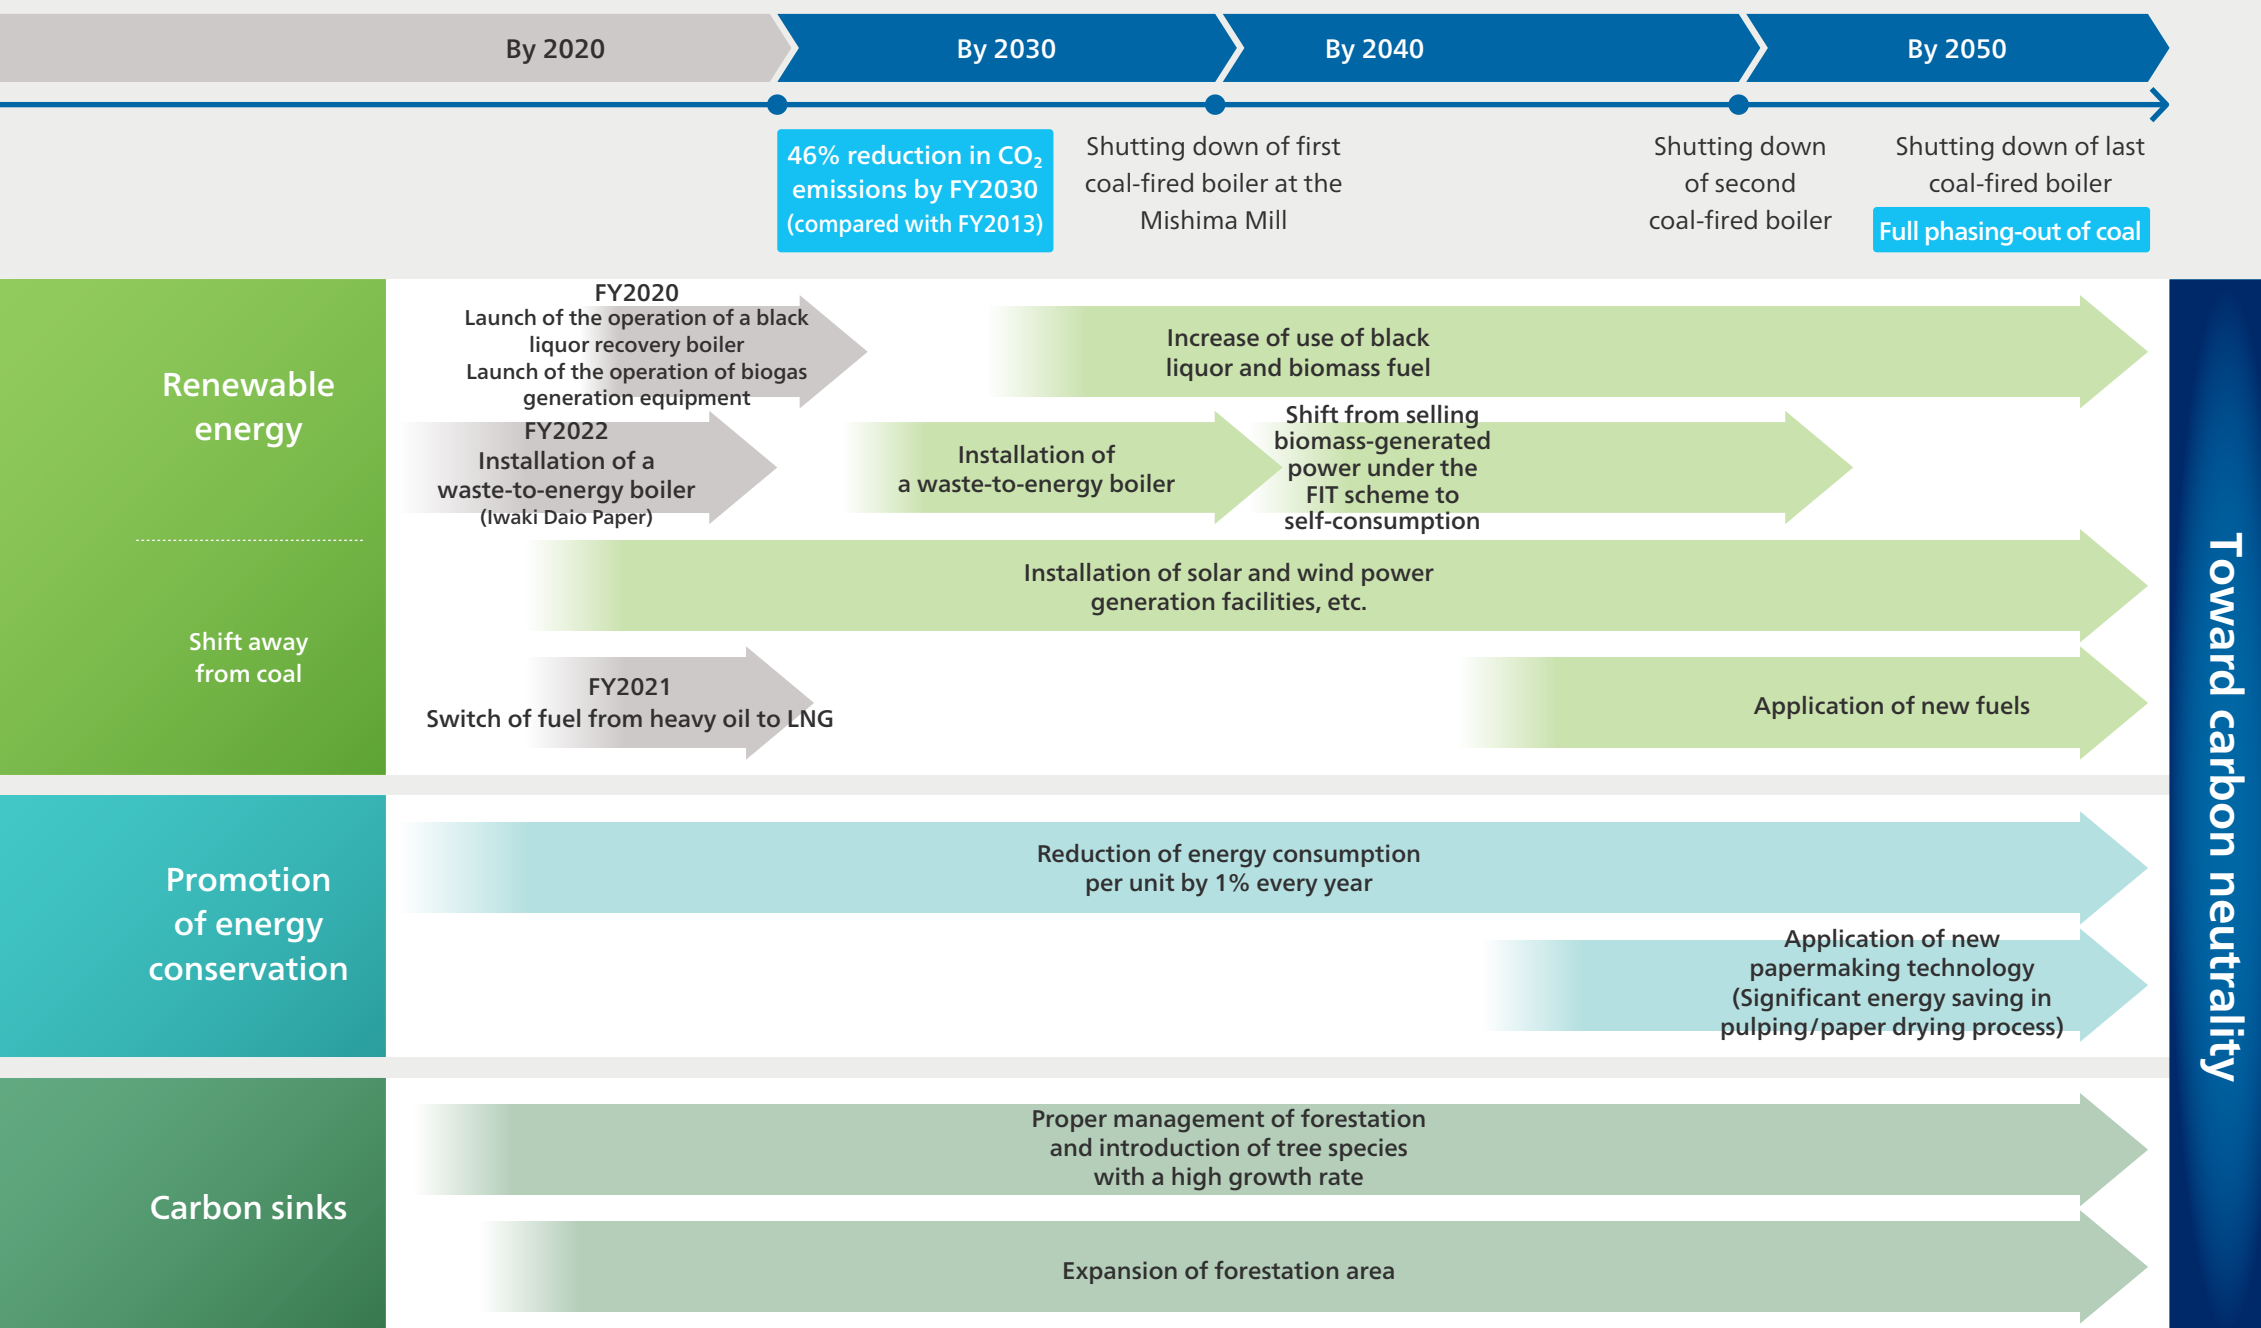 By 2020
By 2030
By 2040
By 2050
46% reduction in CO₂
emissions by FY2030
(compared with FY2013)
Shutting down of first
coal-fired boiler at the
Mishima Mill
Shutting down
of second
coal-fired boiler
Shutting down of last
coal-fired boiler
Full phasing-out of coal
Renewable
energy
Shift away
from coal
FY2020
Launch of the operation of a black
liquor recovery boiler
Launch of the operation of biogas
generation equipment
Increase of use of black
liquor and biomass fuel
FY2022
Installation of a
waste-to-energy boiler
(Iwaki Daio Paper)
Installation of
a waste-to-energy boiler
Shift from selling
biomass-generated
power under the
FIT scheme to
self-consumption
Installation of solar and wind power
generation facilities, etc.
FY2021
Switch of fuel from heavy oil to LNG
Application of new fuels
Promotion
of energy
conservation
Reduction of energy consumption
per unit by 1% every year
Application of new
papermaking technology
(Significant energy saving in
pulping/paper drying process)
Carbon sinks
Proper management of forestation
and introduction of tree species
with a high growth rate
Expansion of forestation area
Toward carbon neutrality